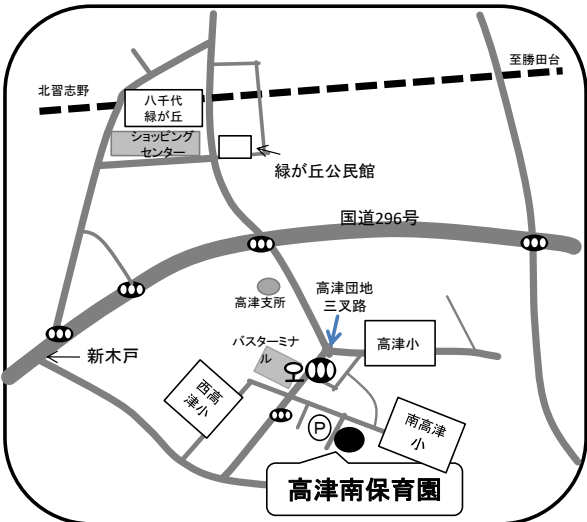 至勝田台
北習志野
八千代
緑が丘
ショッピング
センター
緑が丘公民館
国道296号
高津支所
高津団地
三叉路
バスターミナ
ル
高津小
新木戸
西高
津小
南高津
小
P
高津南保育園